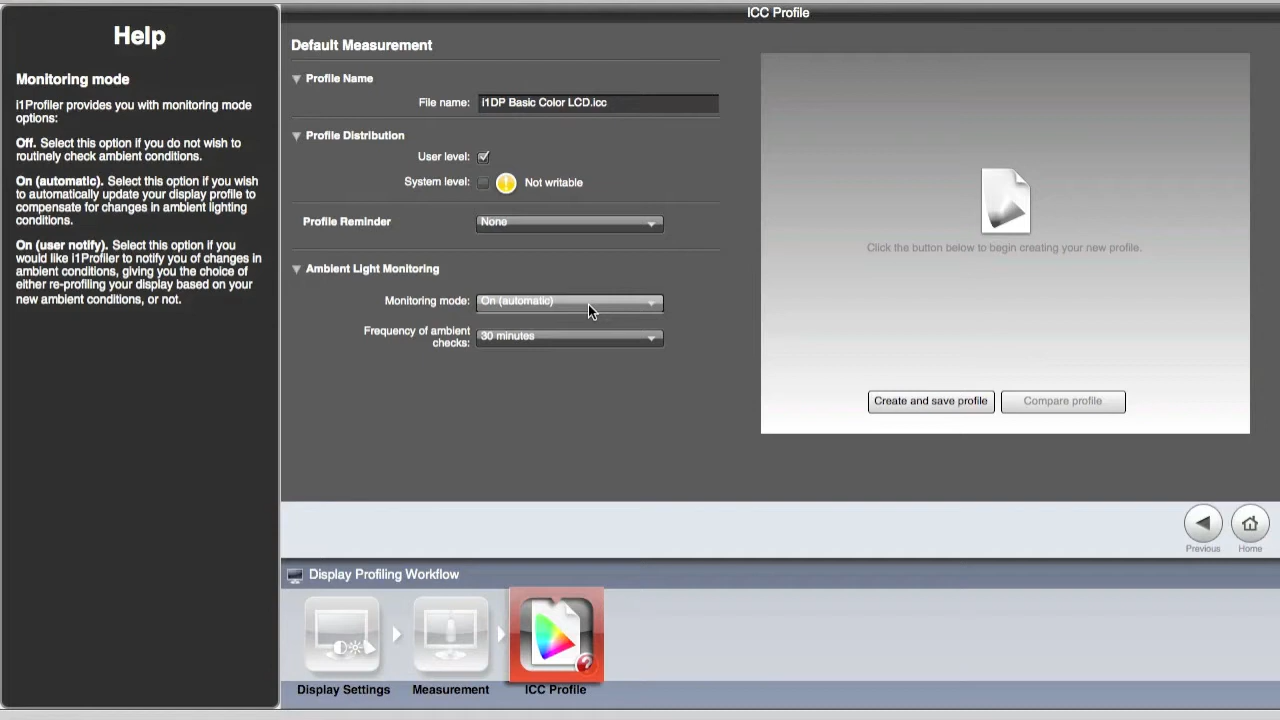 Help
Monitoring mode
i1Profiler provides you with monitoring mode
options:
Off. Select this option if you do not wish to
routinely check ambient conditions.
On (automatic). Select this option if you wish
to automatically update your display profile to
compensate for changes in ambient lighting
conditions.
On (user notify). Select this option if you
would like i1Profiler to notify you of changes in
ambient conditions, giving you the choice of
either re-profiling your display based on your
new ambient conditions, or not.
ICC Profile
Default Measurement
Profile Name
File name: i1DP Basic Color LCD.icc
Profile Distribution
User level:
System level: Not writable
Profile Reminder None
Ambient Light Monitoring
Monitoring mode: On (automatic)
Frequency of ambient
checks: 30 minutes
Click the button below to begin creating your new profile.
Create and save profile Compare profile
Previous Home
Display Profiling Workflow
Display Settings Measurement ICC Profile